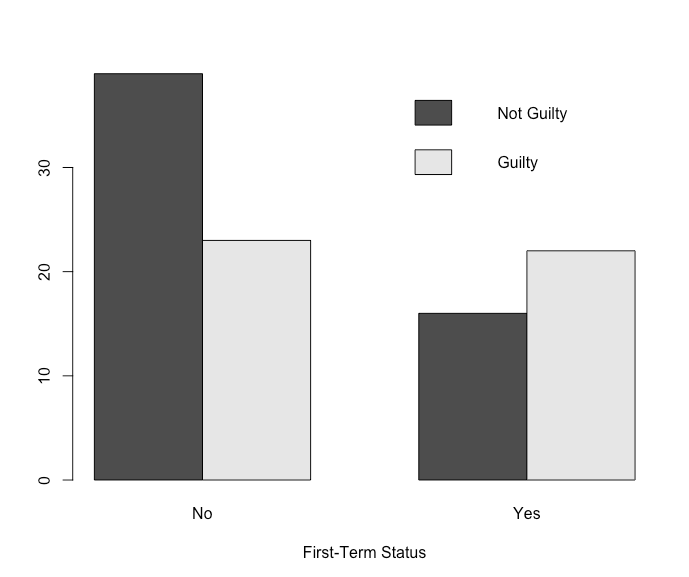 Not Guilty
Guilty
30
20
10
0
No
Yes
First-Term Status